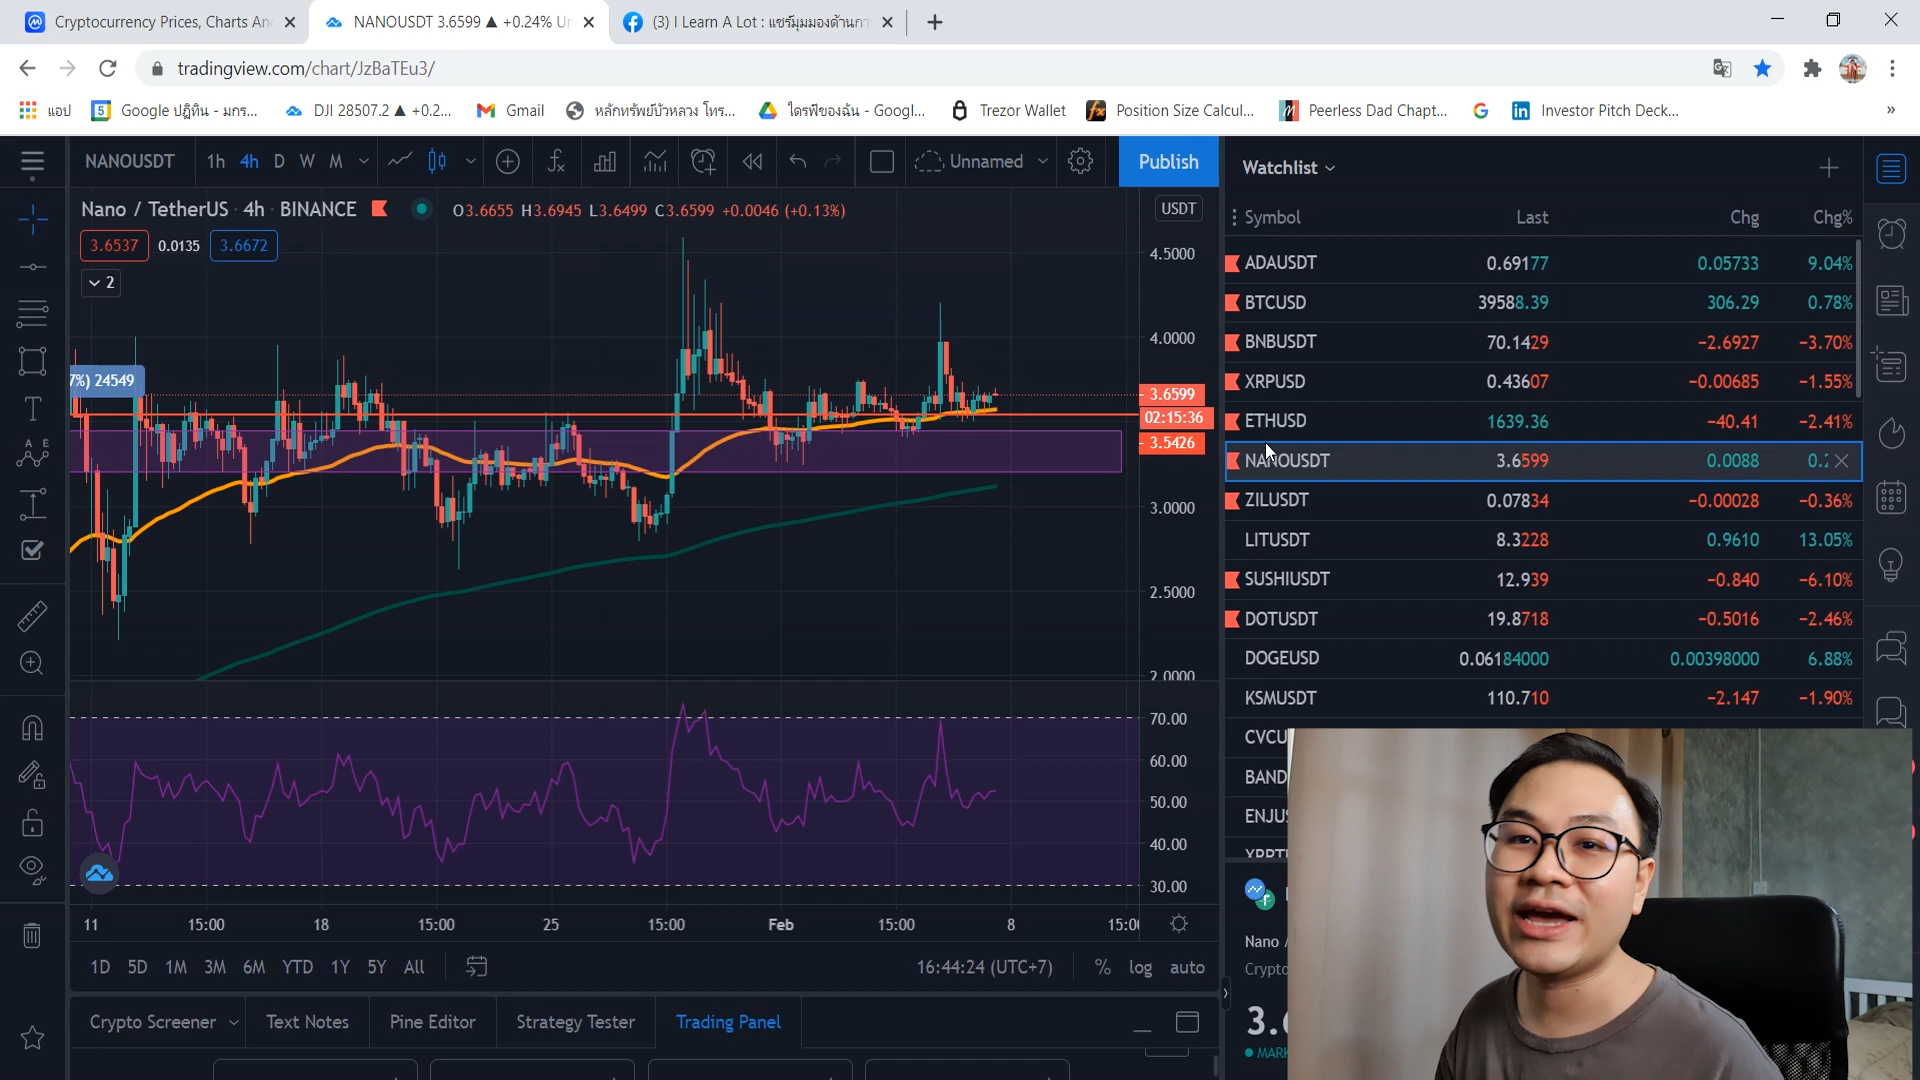 Cryptocurrency Prices, Charts An
NANOUSDT 3.6599 ▲ +0.24% Ur
(3) I Learn A Lot : แชร์มุมมองด้านกา
tradingview.com/chart/JzBaTEu3/
แอป
Google ปฏิทิน - มกร...
DJI 28507.2 ▲ +0.2...
Gmail
หลักทรัพย์บัวหลวง โทร...
ไดรฟ์ของฉัน - Googl...
Trezor Wallet
Position Size Calcul...
Peerless Dad Chapt...
Investor Pitch Deck...
»
NANOUSDT 1h 4h D W M
Unnamed
Publish
Watchlist
Nano / TetherUS · 4h · BINANCE
O3.6655 H3.6945 L3.6499 C3.6599 +0.0046 (+0.13%)
USDT
3.6537 0.0135 3.6672
2
7%) 24549
4.5000
4.0000
3.6599
02:15:36
3.5426
3.0000
2.5000
2.0000
70.00
60.00
50.00
40.00
30.00
11 15:00 18 15:00 25 15:00 Feb 15:00 8 15:0
1D 5D 1M 3M 6M YTD 1Y 5Y All
16:44:24 (UTC+7) % log auto
Crypto Screener Text Notes Pine Editor Strategy Tester Trading Panel
Symbol Last Chg Chg%
ADAUSDT 0.69177 0.05733 9.04%
BTCUSD 39588.39 306.29 0.78%
BNBUSDT 70.1429 −2.6927 −3.70%
XRPUSD 0.43607 −0.00685 −1.55%
ETHUSD 1639.36 −40.41 −2.41%
NANOUSDT 3.6599 0.0088 0.2
ZILUSDT 0.07834 −0.00028 −0.36%
LITUSDT 8.3228 0.9610 13.05%
SUSHIUSDT 12.939 −0.840 −6.10%
DOTUSDT 19.8718 −0.5016 −2.46%
DOGEUSD 0.06184000 0.00398000 6.88%
KSMUSDT 110.710 −2.147 −1.90%
CVCU
BAND
ENJUS
Nano /
Crypto
3.6
MARK